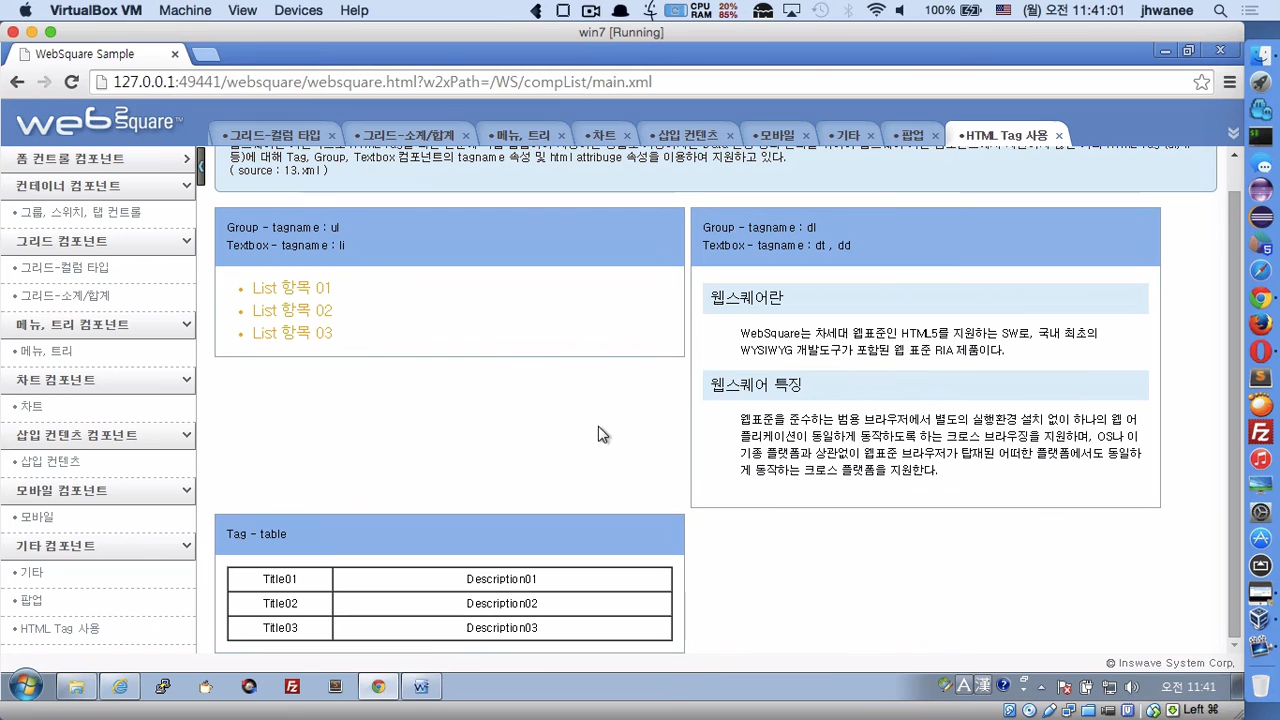 VirtualBox VM Machine View Devices Help CPU RAM 20% 85% 100% (월) 오전 11:41:01 jhwanee
win7 [Running]
WebSquare Sample
127.0.0.1:49441/websquare/websquare.html?w2xPath=/WS/cmpList/main.xml
websquare™
•그리드-컬럼 타입 •그리드-소계/합계 •메뉴, 트리 •차트 •삽입 컨텐츠 •모바일 •기타 •팝업 •HTML Tag 사용
폼 컨트롤 컴포넌트
컨테이너 컴포넌트
그룹, 스위치, 탭 컨트롤
그리드 컴포넌트
그리드-컬럼 타입
그리드-소계/합계
메뉴, 트리 컴포넌트
메뉴, 트리
차트 컴포넌트
차트
삽입 컨텐츠 컴포넌트
삽입 컨텐츠
모바일 컴포넌트
모바일
기타 컴포넌트
기타
팝업
HTML Tag 사용
등)에 대해 Tag, Group, Textbox 컴포넌트의 tagname 속성 및 html attribuge 속성을 이용하여 지원하고 있다.
( source : 13.xml )
Group - tagname : ul
Textbox - tagname : li
• List 항목 01
• List 항목 02
• List 항목 03
Group - tagname : dl
Textbox - tagname : dt , dd
웹스퀘어란
WebSquare는 차세대 웹표준인 HTML5를 지원하는 SW로, 국내 최초의
WYSIWYG 개발도구가 포함된 웹 표준 RIA 제품이다.
웹스퀘어 특징
웹표준을 준수하는 범용 브라우저에서 별도의 실행환경 설치 없이 하나의 웹 어
플리케이션이 동일하게 동작하도록 하는 크로스 브라우징을 지원하며, OS나 이
기종 플랫폼과 상관없이 웹표준 브라우저가 탑재된 어떠한 플랫폼에서도 동일하
게 동작하는 크로스 플랫폼을 지원한다.
Tag - table
Title01 Description01
Title02 Description02
Title03 Description03
© Inswave System Corp,
A 漢 오전 11:41
Left ⌘